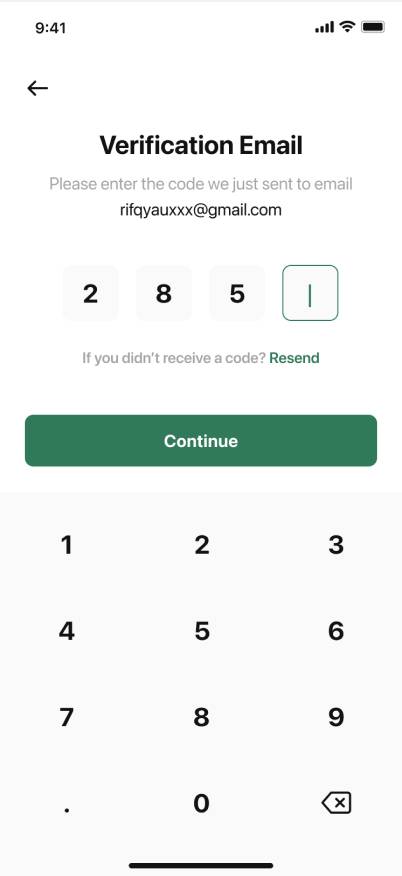 9:41
Verification Email
Please enter the code we just sent to email
rifqyauxxx@gmail.com
2 8 5
If you didn't receive a code? Resend
Continue
1 2 3
4 5 6
7 8 9
. 0